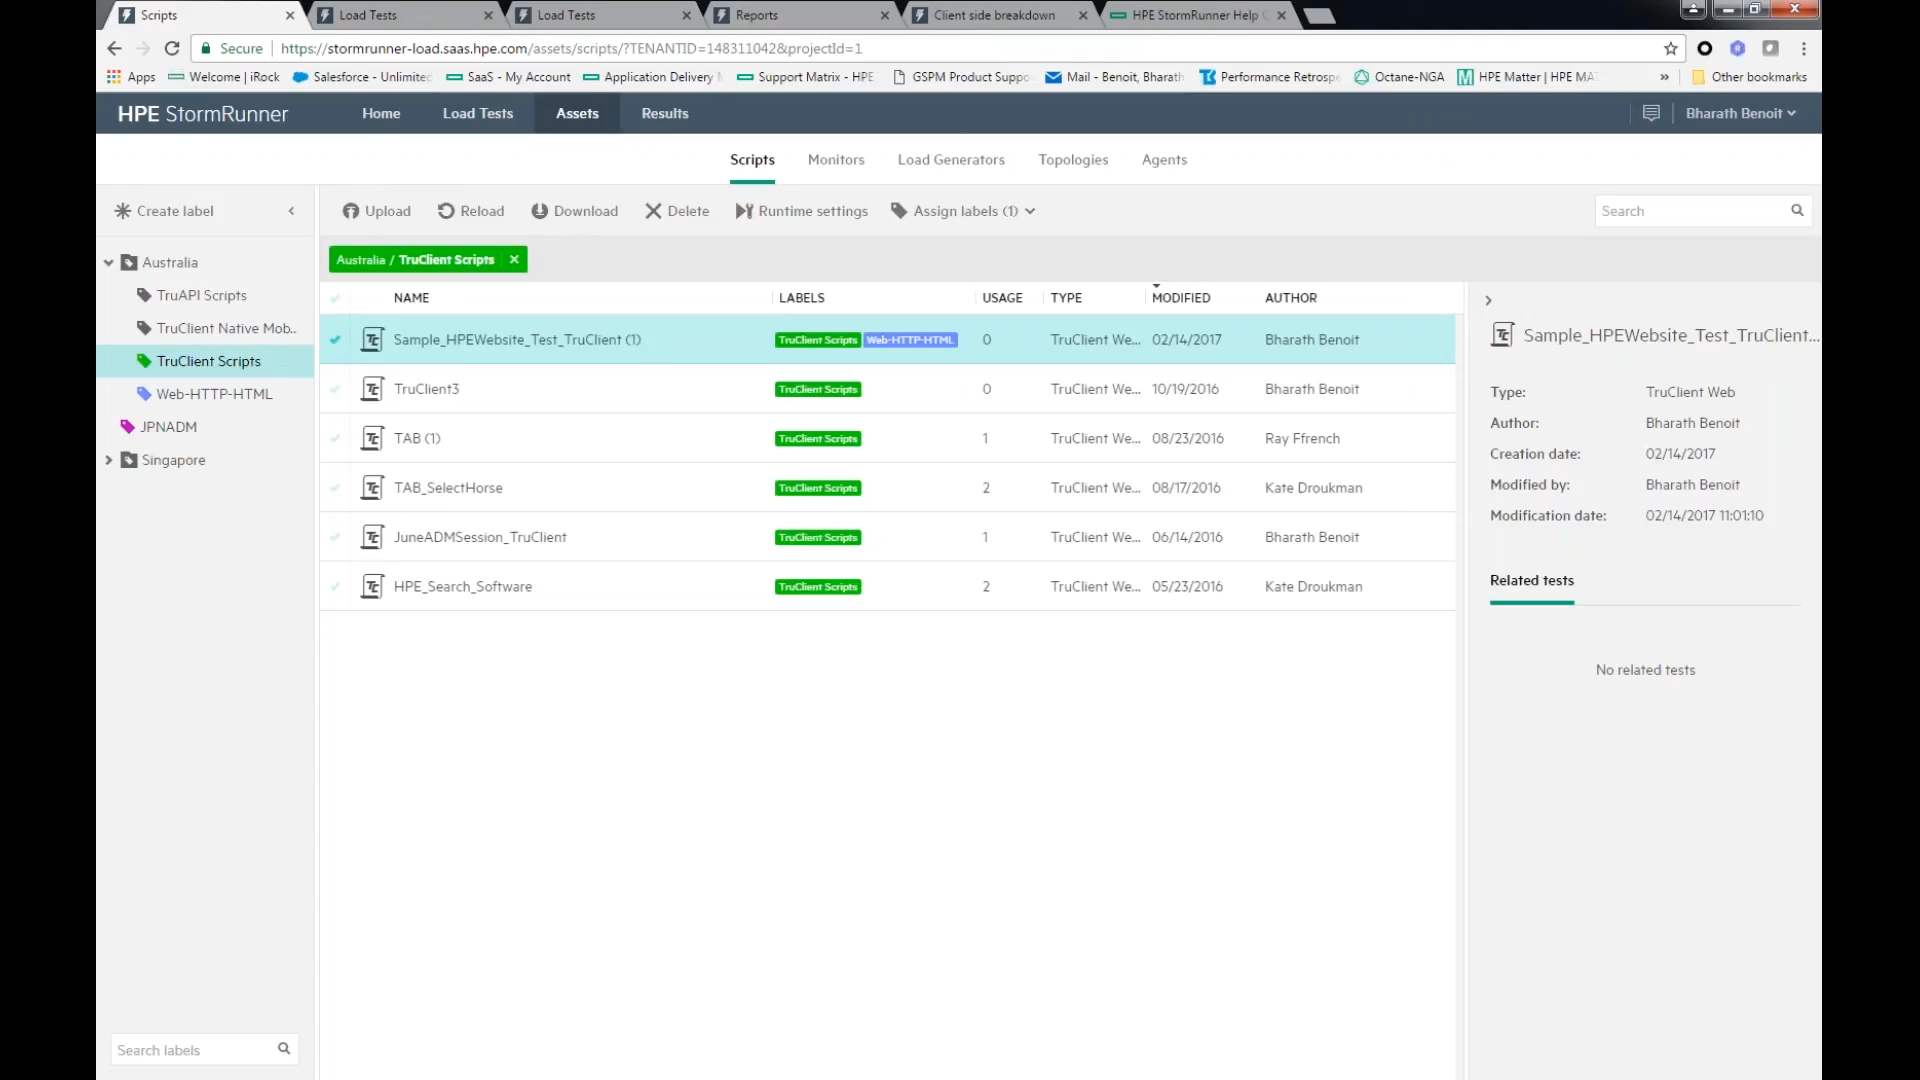 Scripts
Load Tests
Load Tests
Reports
Client side breakdown
HPE StormRunner Help
Secure
https://stormrunner-load.saas.hpe.com/assets/scripts/?TENANTID=148311042&projectId=1
Apps
Welcome | iRock
Salesforce - Unlimited
SaaS - My Account
Application Delivery
Support Matrix - HPE
GSPM Product Suppo
Mail - Benoit, Bharath
Performance Retrospe
Octane-NGA
HPE Matter | HPE MA
»
Other bookmarks
HPE StormRunner
Home
Load Tests
Assets
Results
Bharath Benoit
Scripts
Monitors
Load Generators
Topologies
Agents
Create label
Upload
Reload
Download
Delete
Runtime settings
Assign labels (1)
Search
Australia
TruAPI Scripts
TruClient Native Mob..
TruClient Scripts
Web-HTTP-HTML
JPNADM
Singapore
Search labels
Australia / TruClient Scripts
NAME LABELS USAGE TYPE MODIFIED AUTHOR
Tc Sample_HPEWebsite_Test_TruClient (1) TruClient Scripts Web-HTTP-HTML 0 TruClient We... 02/14/2017 Bharath Benoit
Tc TruClient3 TruClient Scripts 0 TruClient We... 10/19/2016 Bharath Benoit
Tc TAB (1) TruClient Scripts 1 TruClient We... 08/23/2016 Ray Ffrench
Tc TAB_SelectHorse TruClient Scripts 2 TruClient We... 08/17/2016 Kate Droukman
Tc JuneADMSession_TruClient TruClient Scripts 1 TruClient We... 06/14/2016 Bharath Benoit
Tc HPE_Search_Software TruClient Scripts 2 TruClient We... 05/23/2016 Kate Droukman
Tc Sample_HPEWebsite_Test_TruClient...
Type: TruClient Web
Author: Bharath Benoit
Creation date: 02/14/2017
Modified by: Bharath Benoit
Modification date: 02/14/2017 11:01:10
Related tests
No related tests